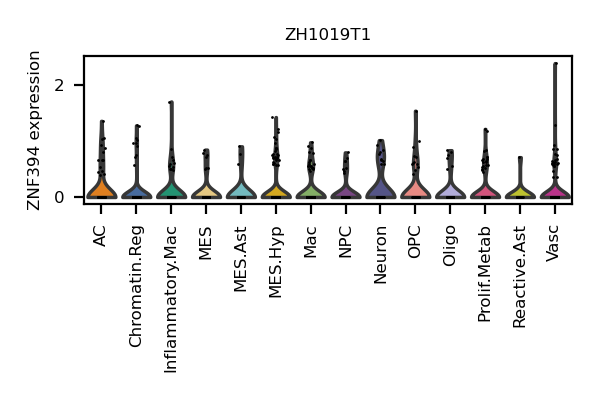 ZH1019T1
ZNF394 expression
2
0
AC
Chromatin.Reg
Inflammatory.Mac
MES
MES.Ast
MES.Hyp
Mac
NPC
Neuron
OPC
Oligo
Prolif.Metab
Reactive.Ast
Vasc